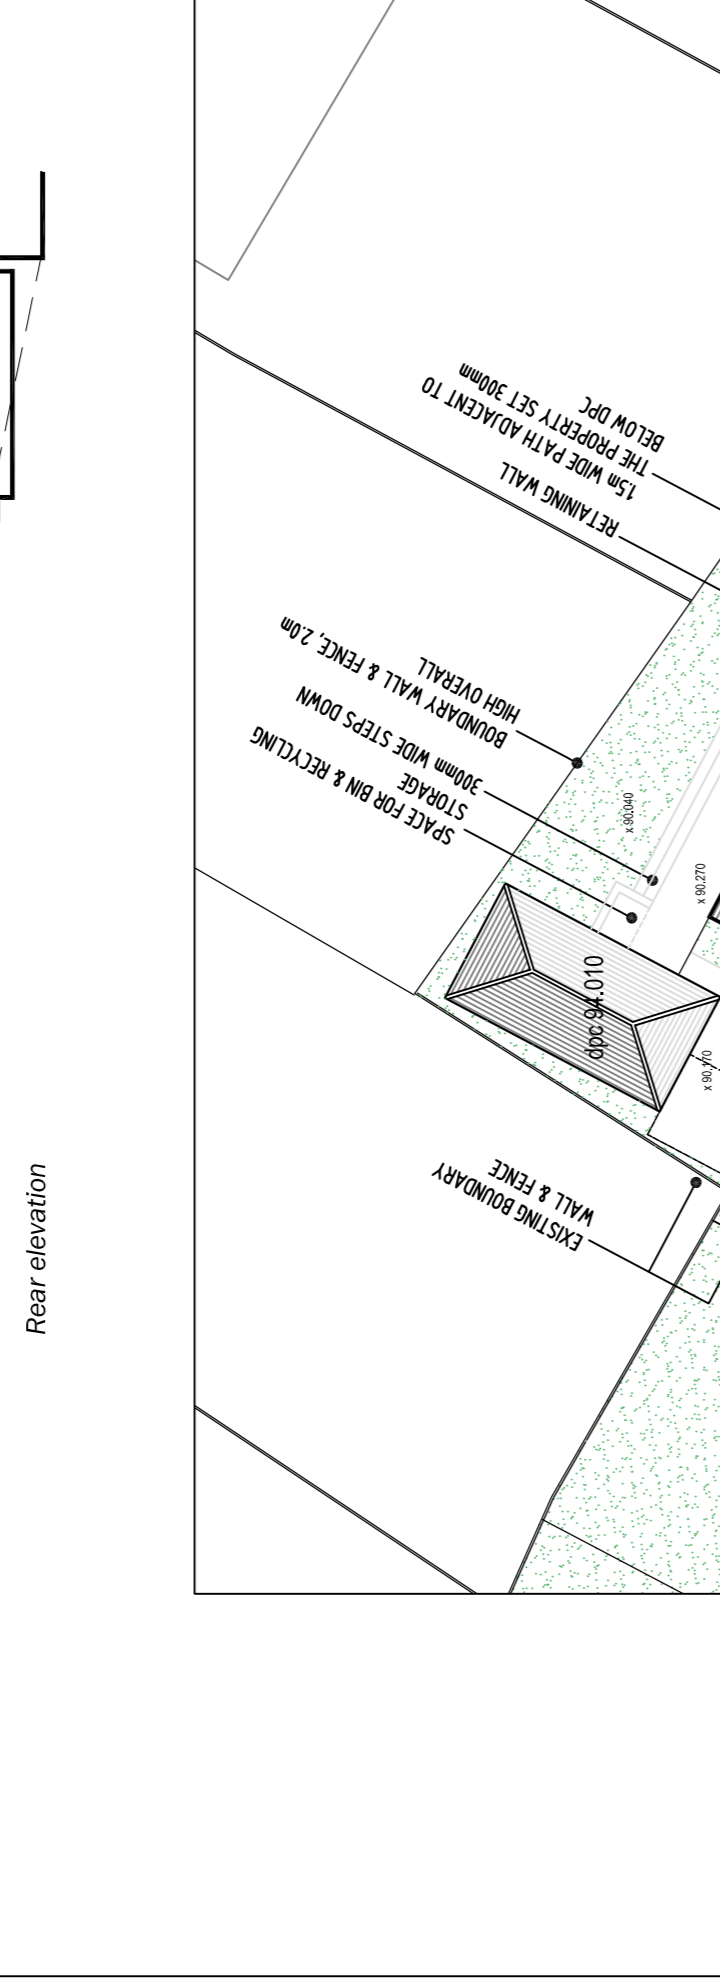 1.5m WIDE PATH ADJACENT TO
THE PROPERTY SET 300mm
BELOW DPC
RETAINING WALL
BOUNDARY WALL & FENCE, 2.0m
HIGH OVERALL
300mm WIDE STEPS DOWN
SPACE FOR BIN & RECYCLING
STORAGE
x 90.040
x 90.270
dpc 94.010
x 90.170
EXISTING BOUNDARY
WALL & FENCE
Rear elevation